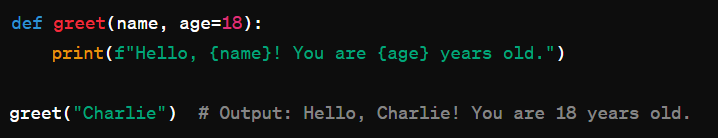 def greet(name, age=18):
    print(f"Hello, {name}! You are {age} years old.")
greet("Charlie")  # Output: Hello, Charlie! You are 18 years old.